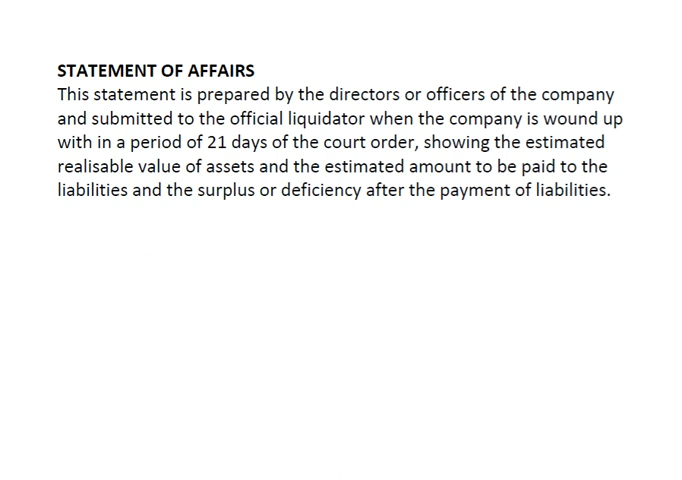 STATEMENT OF AFFAIRS
This statement is prepared by the directors or officers of the company
and submitted to the official liquidator when the company is wound up
with in a period of 21 days of the court order, showing the estimated
realisable value of assets and the estimated amount to be paid to the
liabilities and the surplus or deficiency after the payment of liabilities.